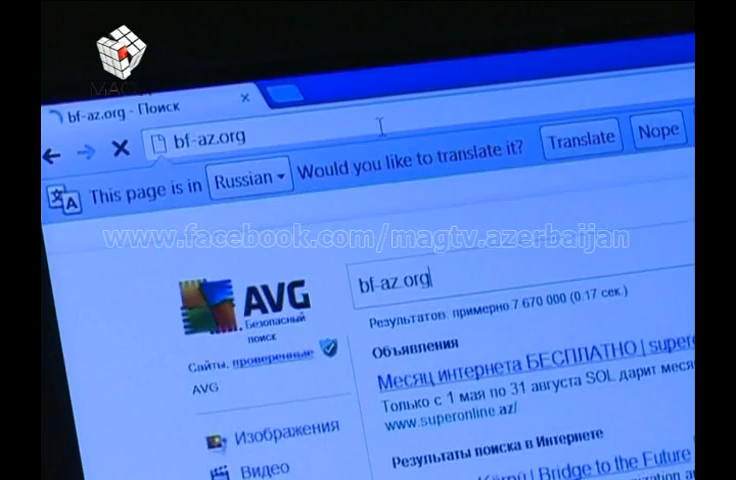 MAG
bf-az.org - Поиск
bf-az.org
This page is in Russian Would you like to translate it? Translate Nope
www.facebook.com/magtv.azerbaijan
bf-az.org
AVG
Безопасный
поиск
Результатов: примерно 7 670 000 (0.17 сек.)
Сайты, проверенные
AVG
Объявления
Месяц интернета БЕСПЛАТНО | supero
Только с 1 мая по 31 августа SOL дарит меся
www.superonline.az/
Изображения
Результаты поиска в Интернете
Видео
Körpü | Bridge to the Future